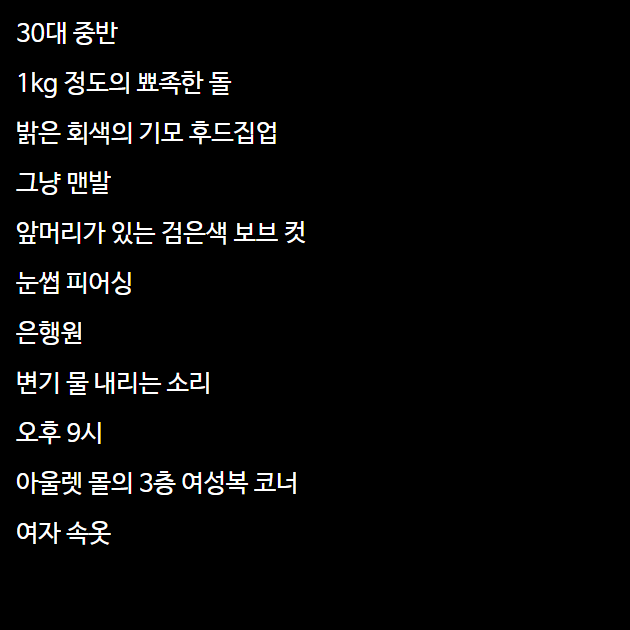 30대 중반
1kg 정도의 뾰족한 돌
밝은 회색의 기모 후드집업
그냥 맨발
앞머리가 있는 검은색 보브 컷
눈썹 피어싱
은행원
변기 물 내리는 소리
오후 9시
아울렛 몰의 3층 여성복 코너
여자 속옷